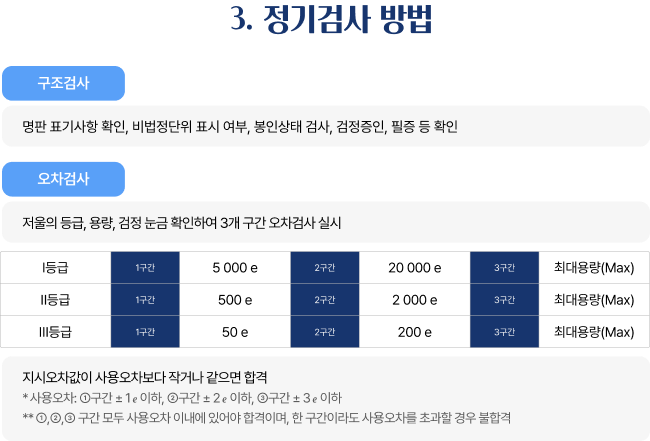 3. 정기검사 방법
구조검사
명판 표기사항 확인, 비법정단위 표시 여부, 봉인상태 검사, 검정증인, 필증 등 확인
오차검사
저울의 등급, 용량, 검정 눈금 확인하여 3개 구간 오차검사 실시
I등급 1구간 5 000 e 2구간 20 000 e 3구간 최대용량(Max)
II등급 1구간 500 e 2구간 2 000 e 3구간 최대용량(Max)
III등급 1구간 50 e 2구간 200 e 3구간 최대용량(Max)
지시오차값이 사용오차보다 작거나 같으면 합격
* 사용오차: ①구간 ± 1 e 이하, ②구간 ± 2 e 이하, ③구간 ± 3 e 이하
** ①,②,③ 구간 모두 사용오차 이내에 있어야 합격이며, 한 구간이라도 사용오차를 초과할 경우 불합격